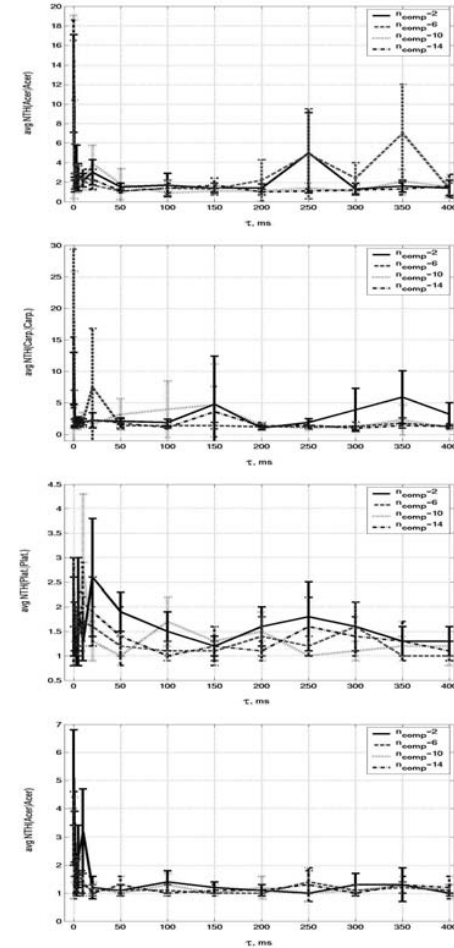 avg NTH(Acer|Acer)
20
18
16
14
12
10
8
6
4
2
0
n_comp-2
n_comp-6
n_comp-10
n_comp-14
0 50 100 150 200 250 300 350 400
τ, ms
avg NTH(Carp.|Carp.)
30
25
20
15
10
5
0
n_comp-2
n_comp-6
n_comp-10
n_comp-14
0 50 100 150 200 250 300 350 400
τ, ms
avg NTH(Plat.|Plat.)
4.5
4
3.5
3
2.5
2
1.5
1
0.5
n_comp-2
n_comp-6
n_comp-10
n_comp-14
0 50 100 150 200 250 300 350 400
τ, ms
avg NTH(Acer|Acer)
7
6
5
4
3
2
1
0
n_comp-2
n_comp-6
n_comp-10
n_comp-14
0 50 100 150 200 250 300 350 400
τ, ms